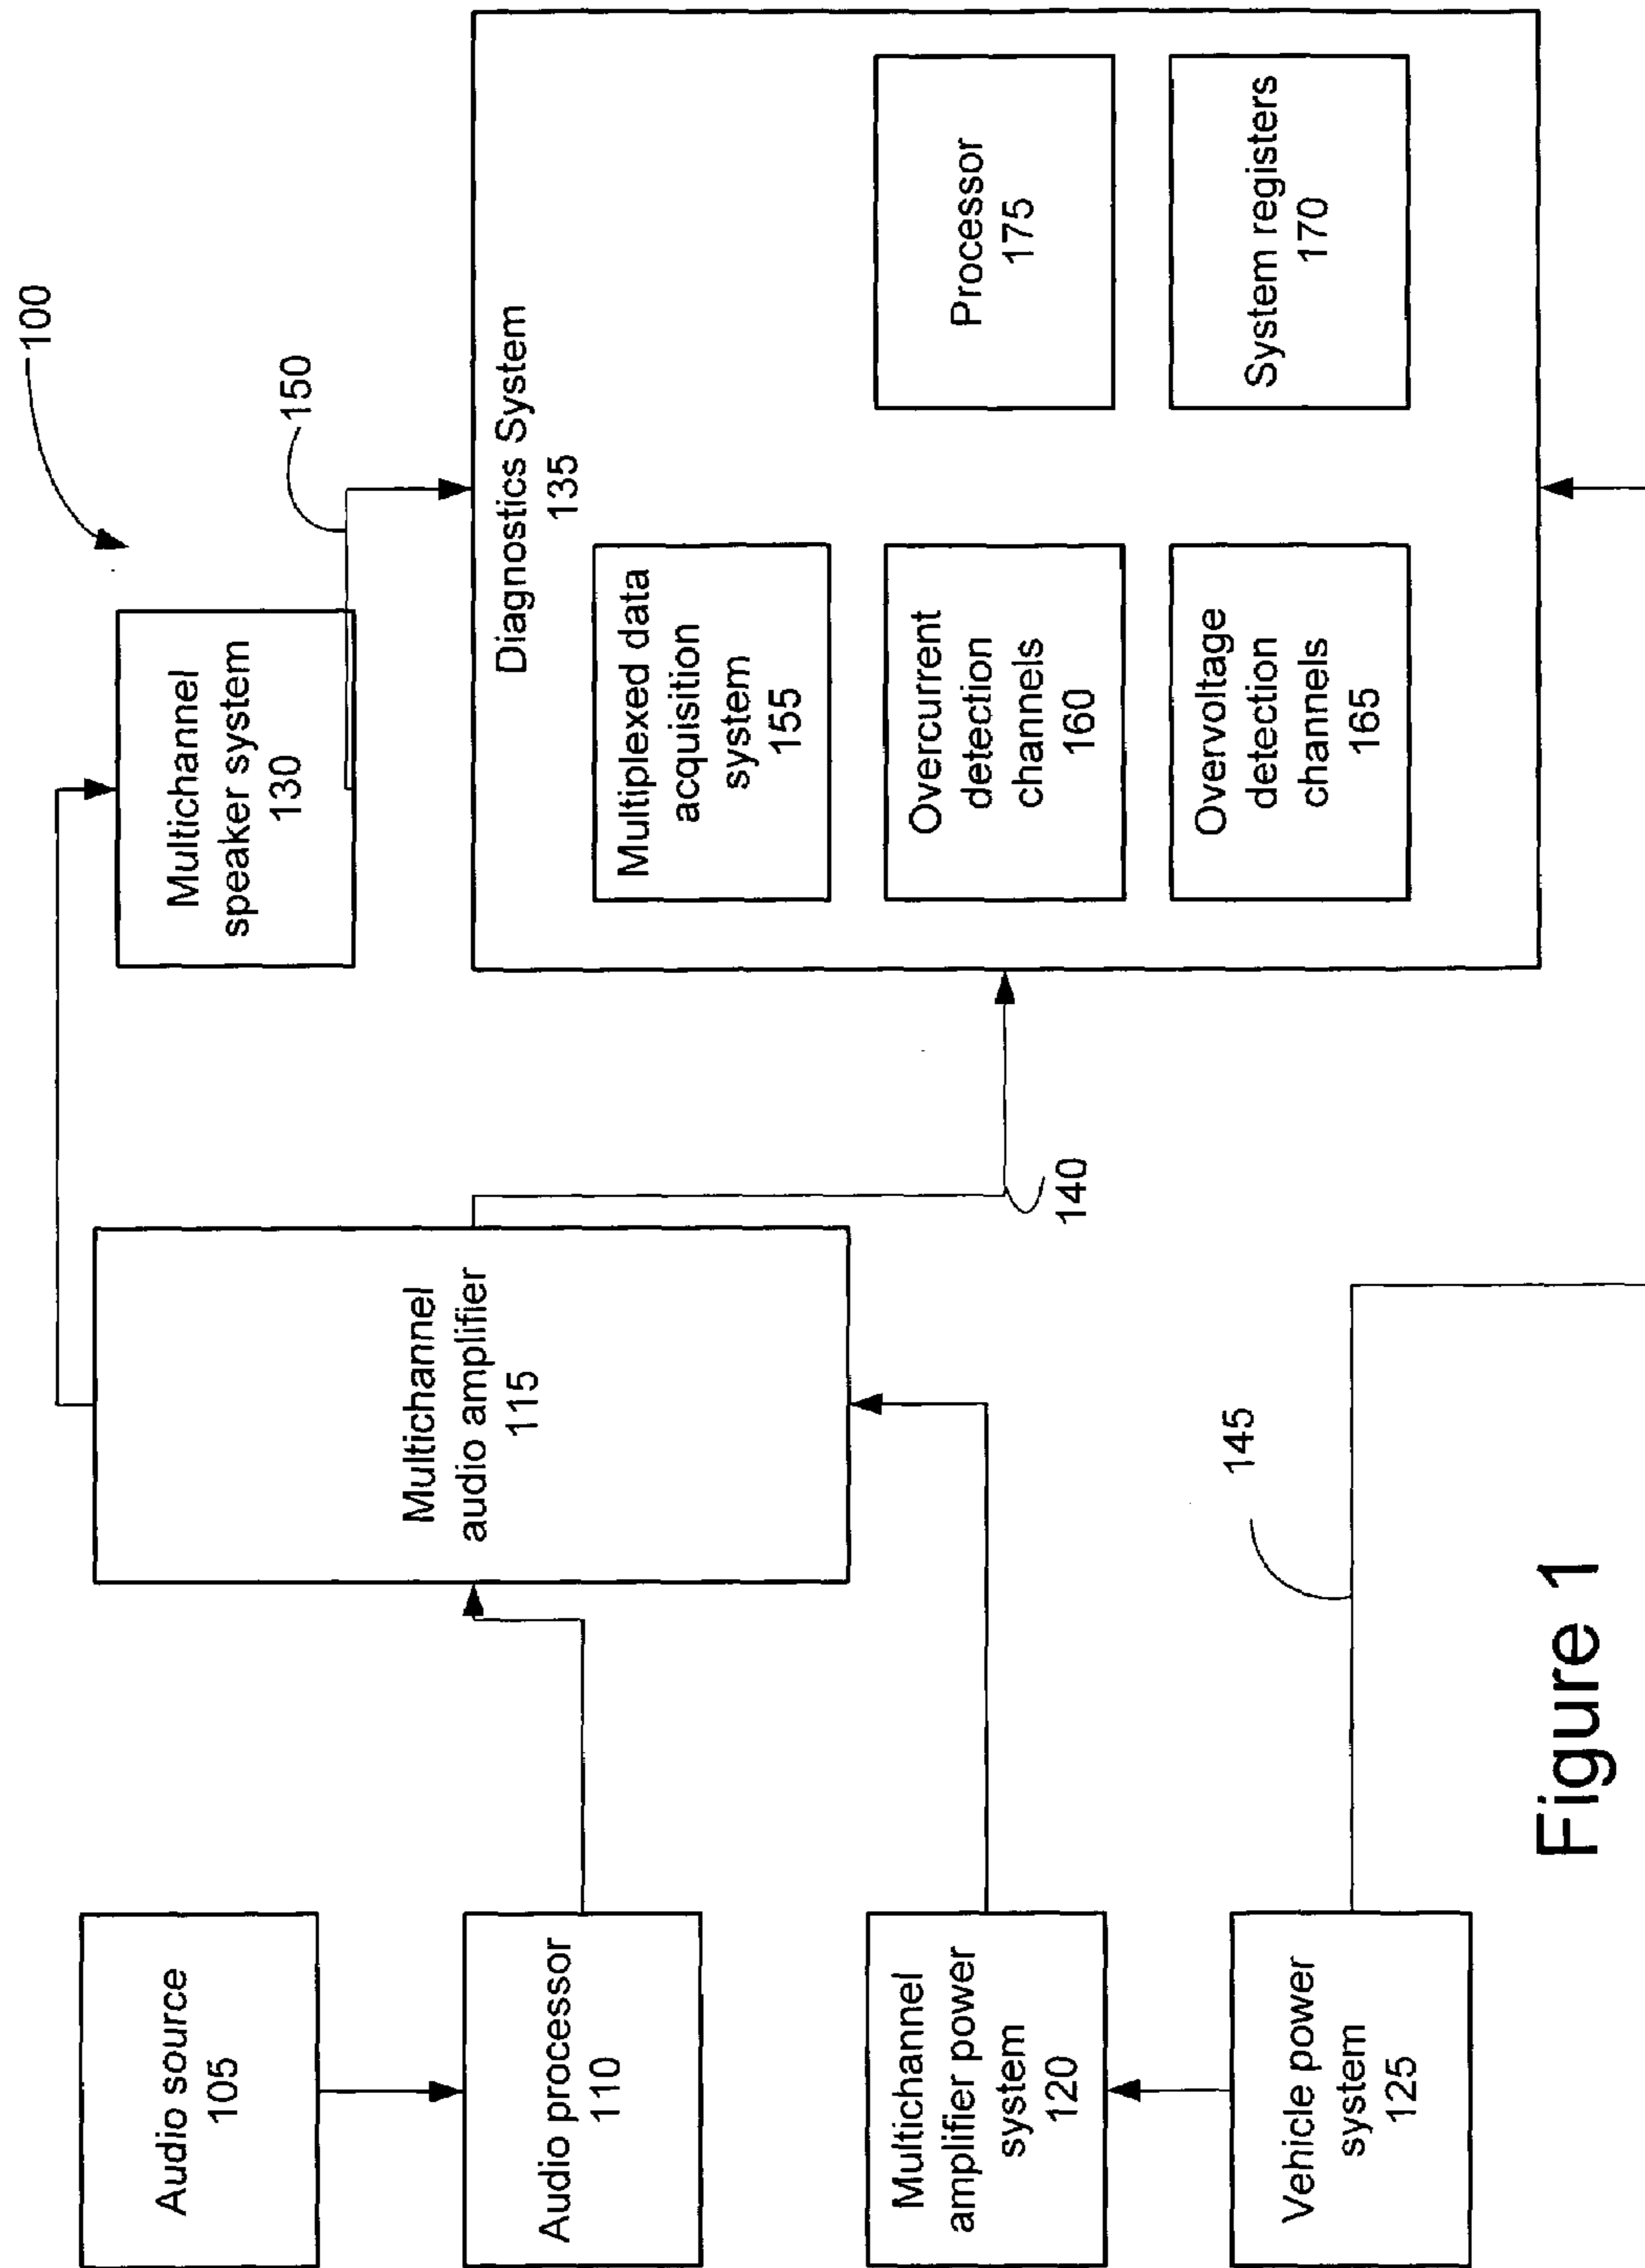 100
Audio source
105
Audio processor
110
Multichannel
amplifier power
system
120
Vehicle power
system
125
Multichannel
audio amplifier
115
Multichannel
speaker system
130
150
140
145
Diagnostics System
135
Multiplexed data
acquisition
system
155
Overcurrent
detection
channels
160
Overvoltage
detection
channels
165
Processor
175
System registers
170
Figure 1